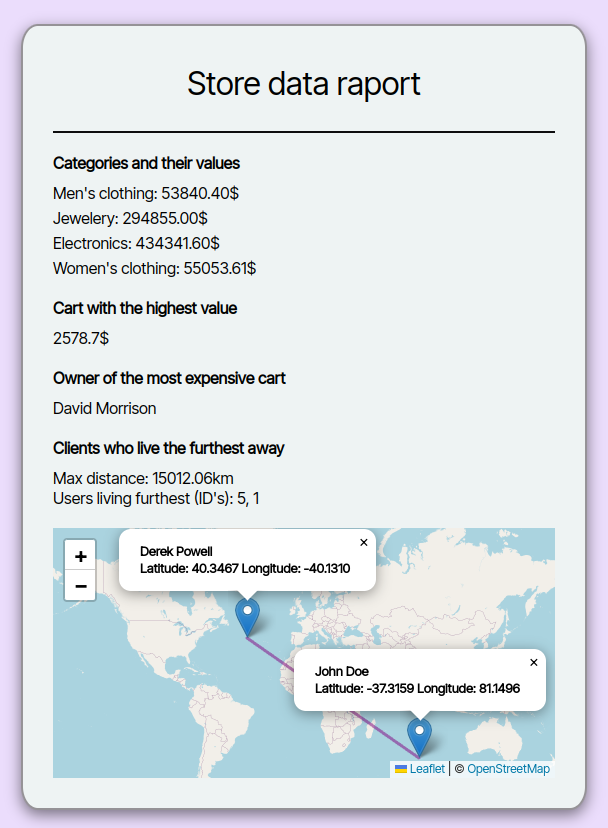 Store data raport
Categories and their values
Men's clothing: 53840.40$
Jewelery: 294855.00$
Electronics: 434341.60$
Women's clothing: 55053.61$
Cart with the highest value
2578.7$
Owner of the most expensive cart
David Morrison
Clients who live the furthest away
Max distance: 15012.06km
Users living furthest (ID's): 5, 1
+
−
×
Derek Powell
Latitude: 40.3467 Longitude: -40.1310
×
John Doe
Latitude: -37.3159 Longitude: 81.1496
Leaflet | © OpenStreetMap